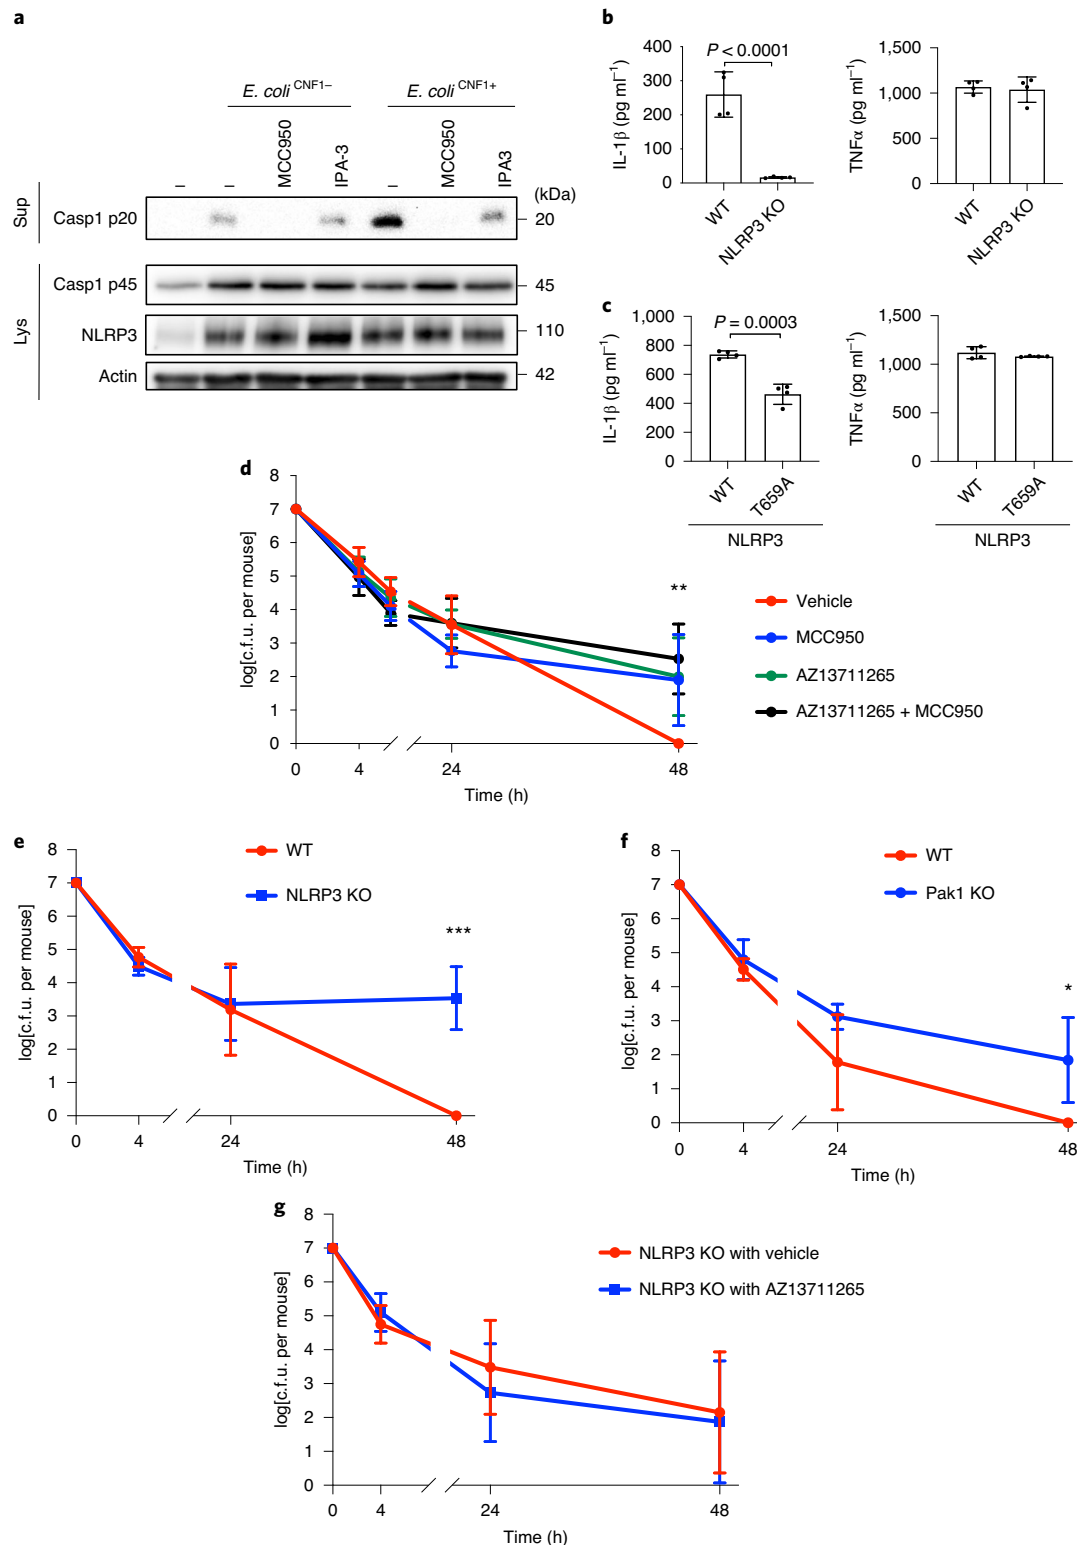 a
E. coli CNF1–
E. coli CNF1+
–
–
MCC950
IPA-3
–
MCC950
IPA3
(kDa)
Sup
Casp1 p20
20
Lys
Casp1 p45
45
NLRP3
110
Actin
42
b
IL-1β (pg ml−1)
400
300
200
100
0
P < 0.0001
WT
NLRP3 KO
TNFα (pg ml−1)
1,500
1,000
500
0
WT
NLRP3 KO
c
IL-1β (pg ml−1)
1,000
800
600
400
200
0
P = 0.0003
WT
T659A
NLRP3
TNFα (pg ml−1)
1,500
1,000
500
0
WT
T659A
NLRP3
d
log[c.f.u. per mouse]
8
7
6
5
4
3
2
1
0
**
0 4 24 48
Time (h)
Vehicle
MCC950
AZ13711265
AZ13711265 + MCC950
e
log[c.f.u. per mouse]
8
7
6
5
4
3
2
1
0
WT
NLRP3 KO
***
0 4 24 48
Time (h)
f
log[c.f.u. per mouse]
8
7
6
5
4
3
2
1
0
WT
Pak1 KO
*
0 4 24 48
Time (h)
g
log[c.f.u. per mouse]
8
7
6
5
4
3
2
1
0
NLRP3 KO with vehicle
NLRP3 KO with AZ13711265
0 4 24 48
Time (h)